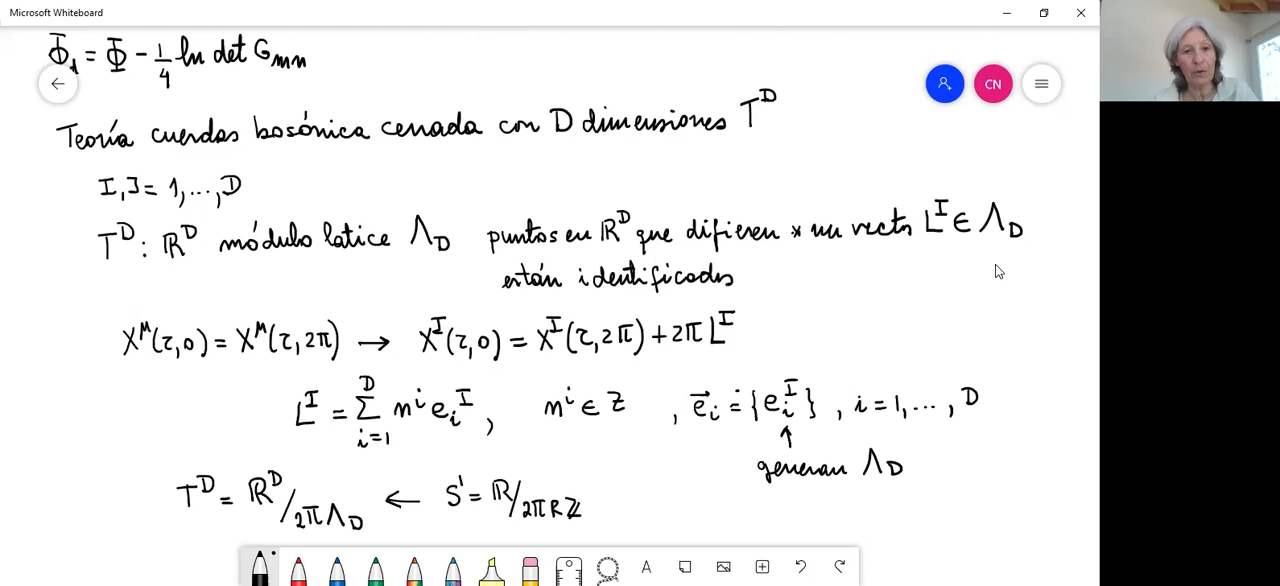 Microsoft Whiteboard
Φ₁ = Φ - 1/4 ln det Gmn
CN
Teoría cuerdas bosónica cerrada con D dimensiones T^D
I,J = 1,...,D
T^D : ℝ^D módulo latice Λ_D puntos en ℝ^D que difieren × un vector L^I ∈ Λ_D
están identificados
X^M(τ,0) = X^M(τ,2π) → X^I(τ,0) = X^I(τ,2π) + 2π L^I
L^I = Σ_{i=1}^{D} n^i e_i^I, n^i ∈ Z, e⃗_i = {e_i^I}, i = 1,..., D
↑
generan Λ_D
T^D = ℝ^D/2πΛ_D ← S¹ = ℝ/2πRℤ
A